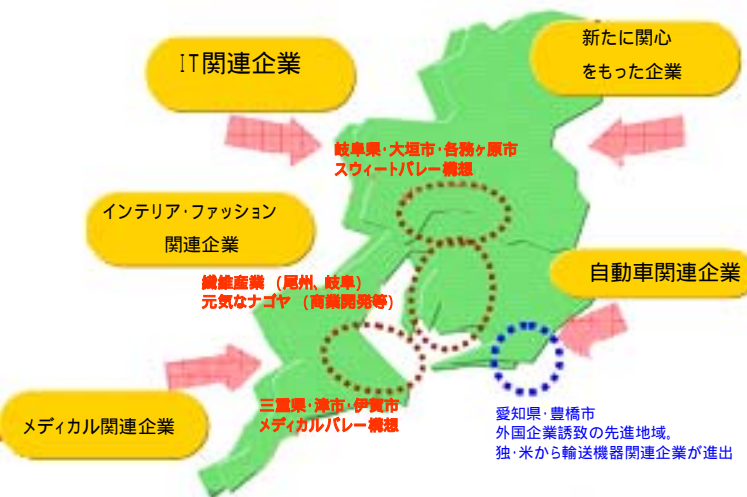 IT関連企業
新たに関心
をもった企業
岐阜県・大垣市・各務ヶ原市
スウィートバレー構想
インテリア・ファッション
関連企業
繊維産業 (尾州、岐阜)
元気なナゴヤ (商業開発等)
自動車関連企業
三重県・津市・伊賀市
メディカルバレー構想
メディカル関連企業
愛知県・豊橋市
外国企業誘致の先進地域。
独・米から輸送機器関連企業が進出